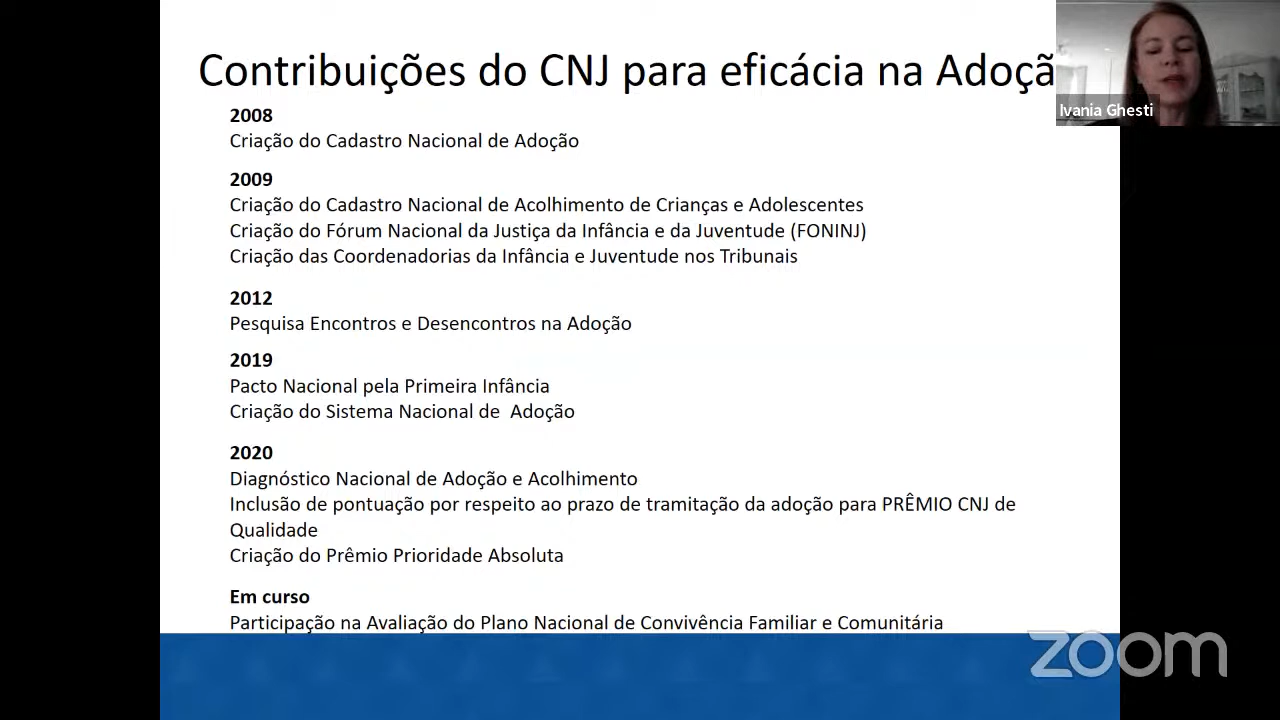 Contribuições do CNJ para eficácia na Adoçã
Ivania Ghesti
2008
Criação do Cadastro Nacional de Adoção
2009
Criação do Cadastro Nacional de Acolhimento de Crianças e Adolescentes
Criação do Fórum Nacional da Justiça da Infância e da Juventude (FONINJ)
Criação das Coordenadorias da Infância e Juventude nos Tribunais
2012
Pesquisa Encontros e Desencontros na Adoção
2019
Pacto Nacional pela Primeira Infância
Criação do Sistema Nacional de  Adoção
2020
Diagnóstico Nacional de Adoção e Acolhimento
Inclusão de pontuação por respeito ao prazo de tramitação da adoção para PRÊMIO CNJ de
Qualidade
Criação do Prêmio Prioridade Absoluta
Em curso
Participação na Avaliação do Plano Nacional de Convivência Familiar e Comunitária
zoom